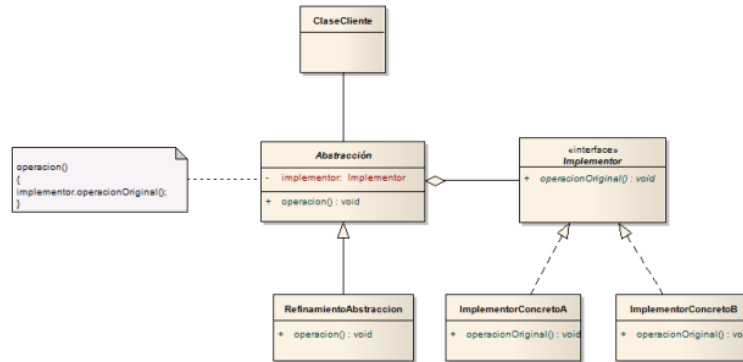 ClaseCliente
operacion()
{
implementor.operacionOriginal();
}
Abstracción
- implementor: Implementor
+ operacion() : void
«interface»
Implementor
+ operacionOriginal() : void
RefinamientoAbstraccion
+ operacion() : void
ImplementorConcretoA
+ operacionOriginal() : void
ImplementorConcretoB
+ operacionOriginal() : vo